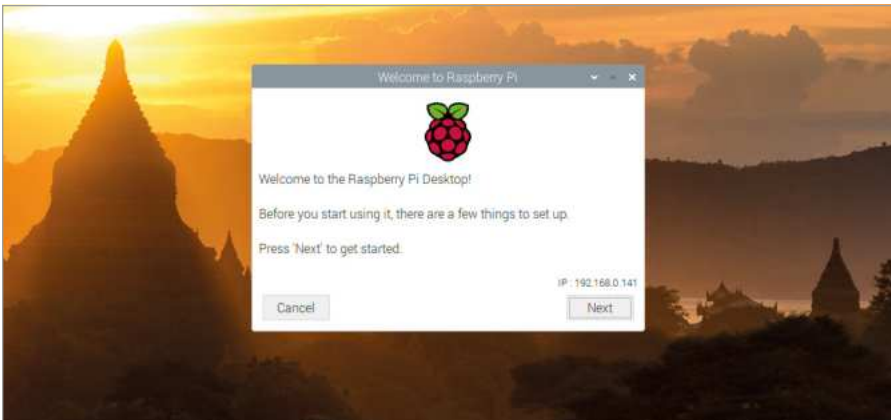 Welcome to Raspberry Pi
Welcome to the Raspberry Pi Desktop!
Before you start using it, there are a few things to set up.
Press 'Next' to get started.
IP : 192.168.0.141
Cancel
Next